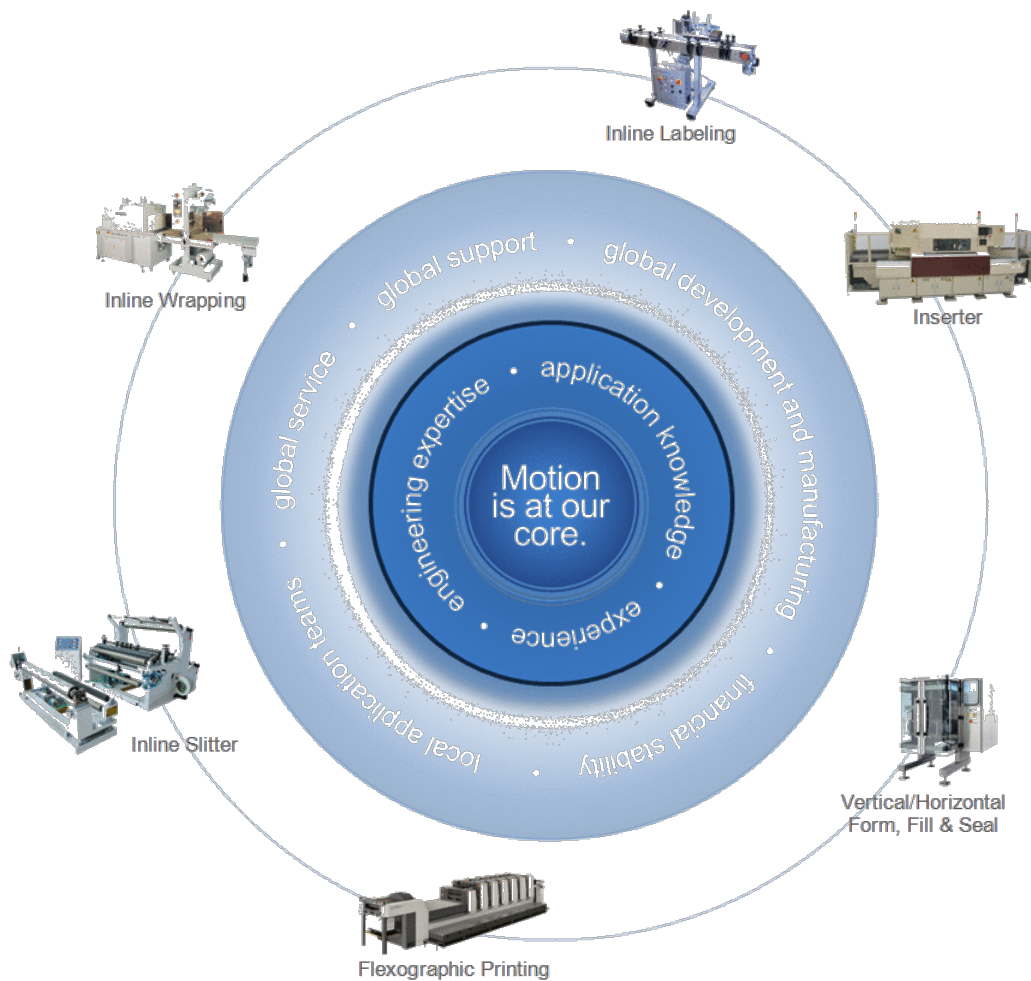 Inline Labeling
Inline Wrapping
Inserter
global support • global development and manufacturing • financial stability • local application teams • global service •
engineering expertise • application knowledge • experience •
Motion
is at our
core.
Inline Slitter
Vertical/Horizontal
Form, Fill & Seal
Flexographic Printing